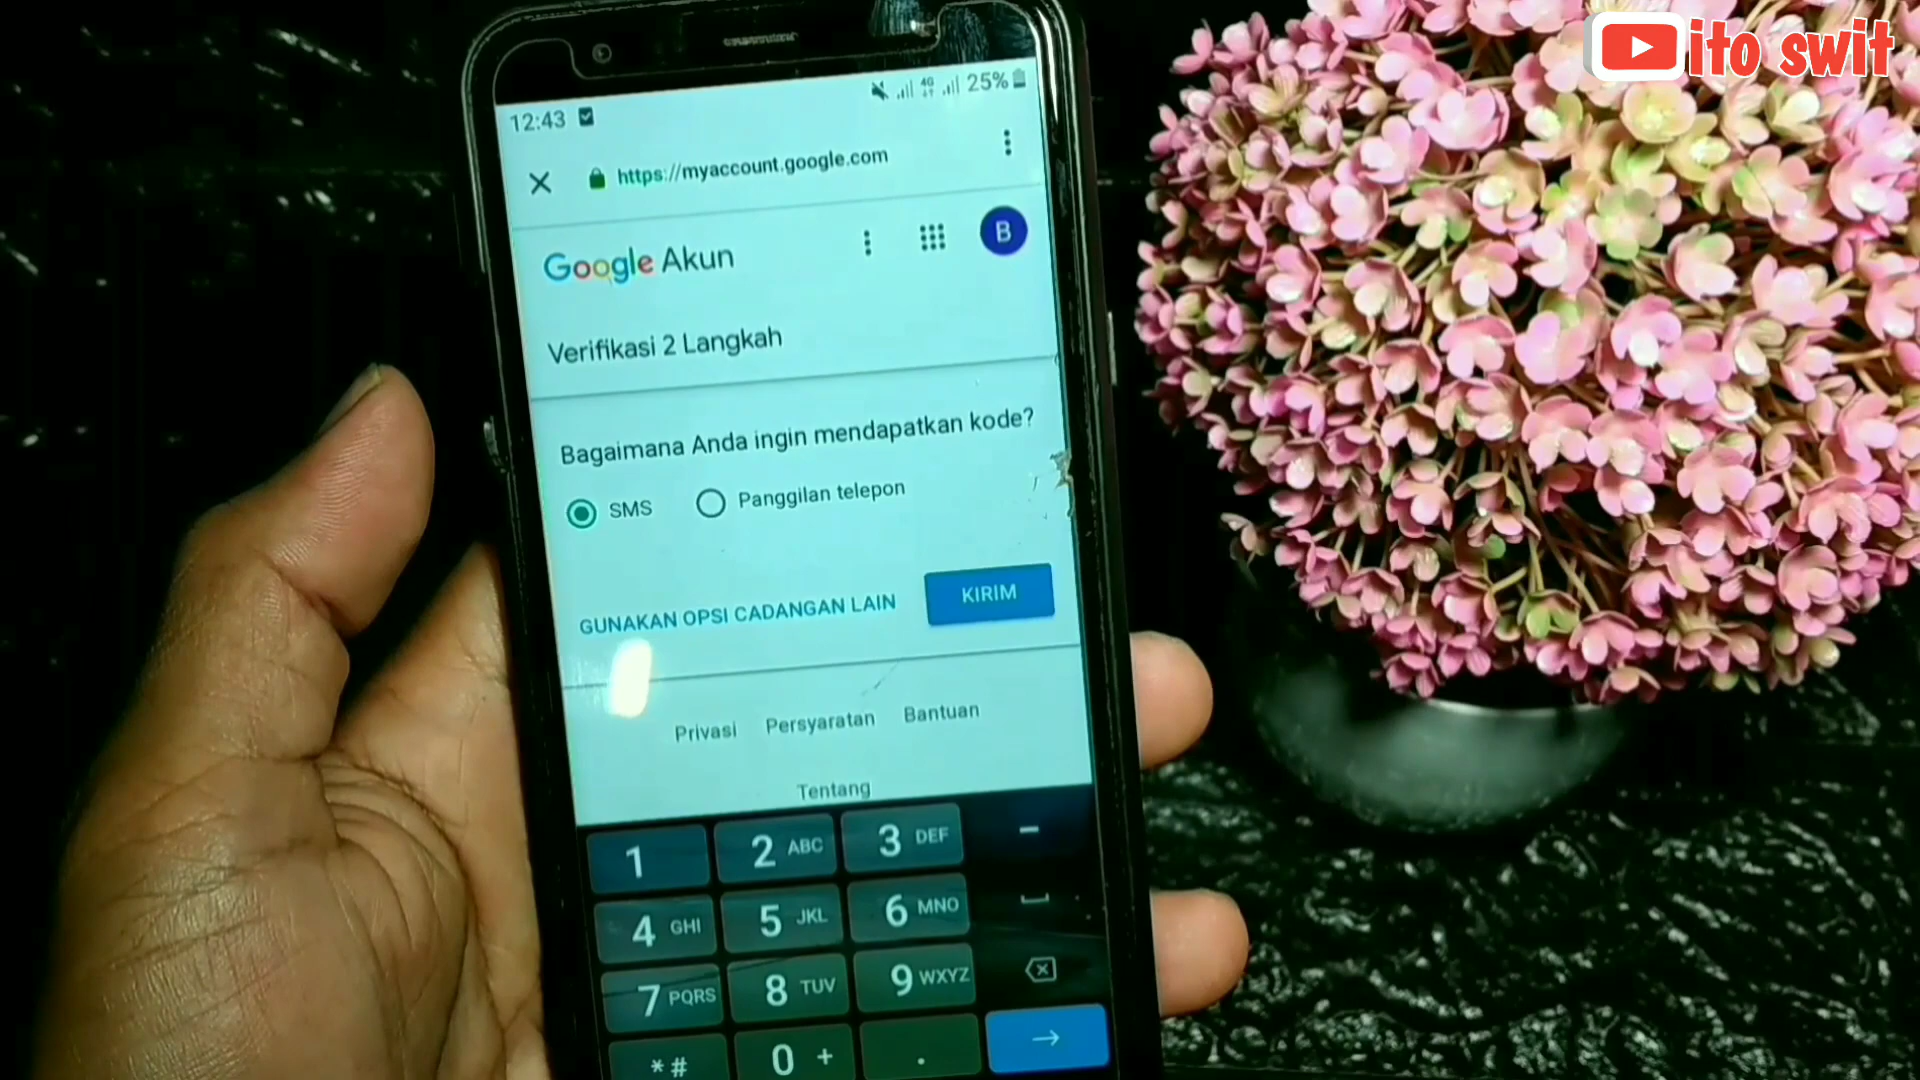 ito swit
12:43 4G 25%
https://myaccount.google.com
Google Akun
B
Verifikasi 2 Langkah
Bagaimana Anda ingin mendapatkan kode?
SMS Panggilan telepon
GUNAKAN OPSI CADANGAN LAIN KIRIM
Privasi Persyaratan Bantuan
Tentang
1 2 ABC 3 DEF -
4 GHI 5 JKL 6 MNO
7 PQRS 8 TUV 9 WXYZ
*# 0 + .